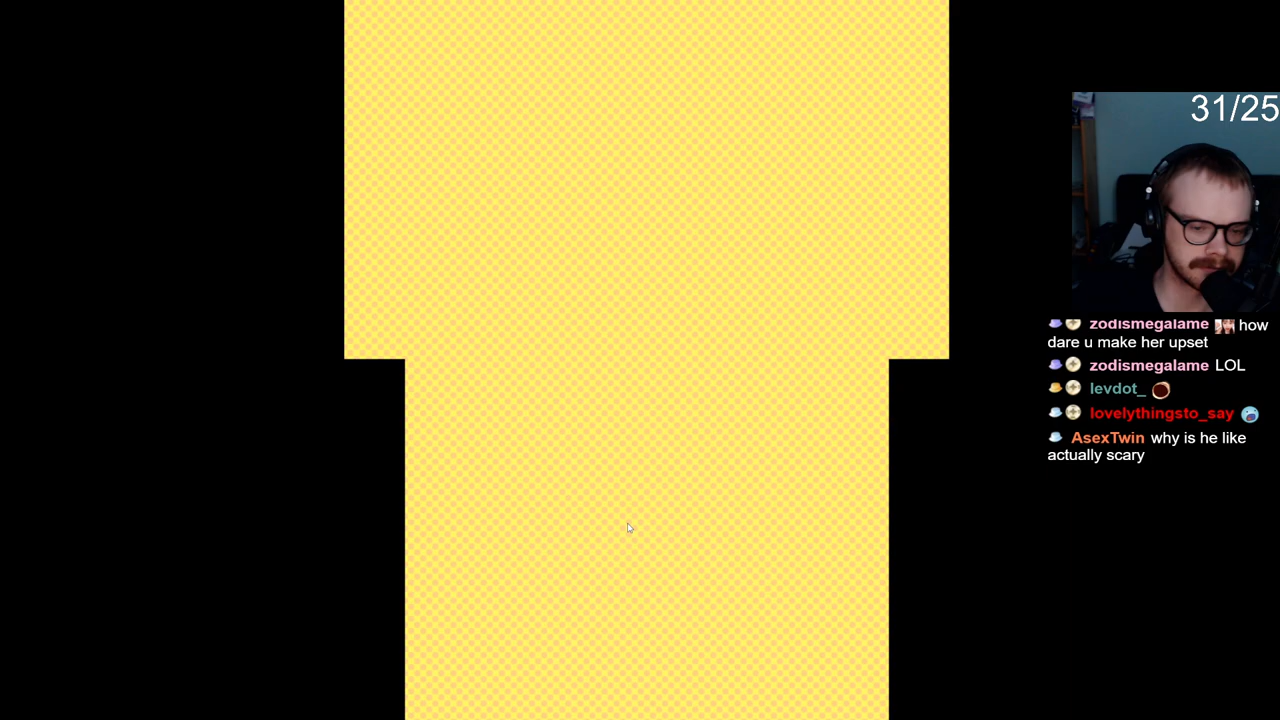 31/25
zodismegalame how
dare u make her upset
zodismegalame LOL
levdot_
lovelythingsto_say
AsexTwin why is he like
actually scary